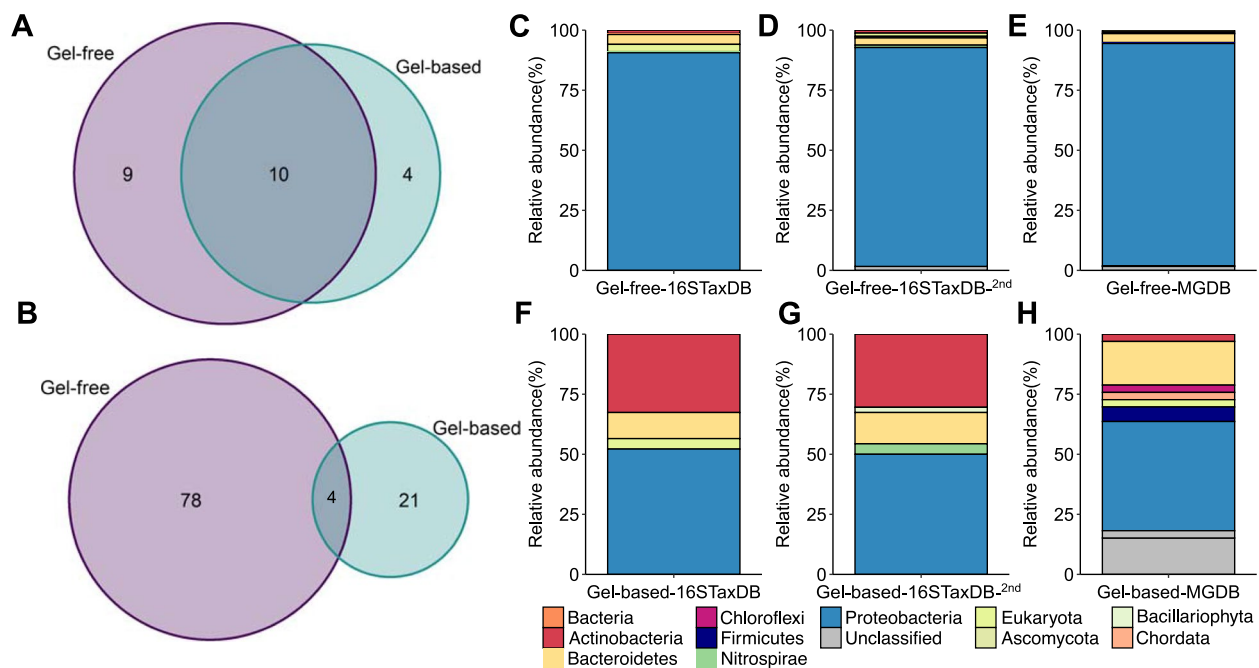 A
Gel-free
Gel-based
9
10
4
B
Gel-free
Gel-based
78
4
21
C
Relative abundance(%)
100
75
50
25
0
Gel-free-16STaxDB
D
Relative abundance(%)
100
75
50
25
0
Gel-free-16STaxDB-2nd
E
Relative abundance(%)
100
75
50
25
0
Gel-free-MGDB
F
Relative abundance(%)
100
75
50
25
0
Gel-based-16STaxDB
G
Relative abundance(%)
100
75
50
25
0
Gel-based-16STaxDB-2nd
H
Relative abundance(%)
100
75
50
25
0
Gel-based-MGDB
Bacteria
Actinobacteria
Bacteroidetes
Chloroflexi
Firmicutes
Nitrospirae
Proteobacteria
Unclassified
Eukaryota
Ascomycota
Bacillariophyta
Chordata